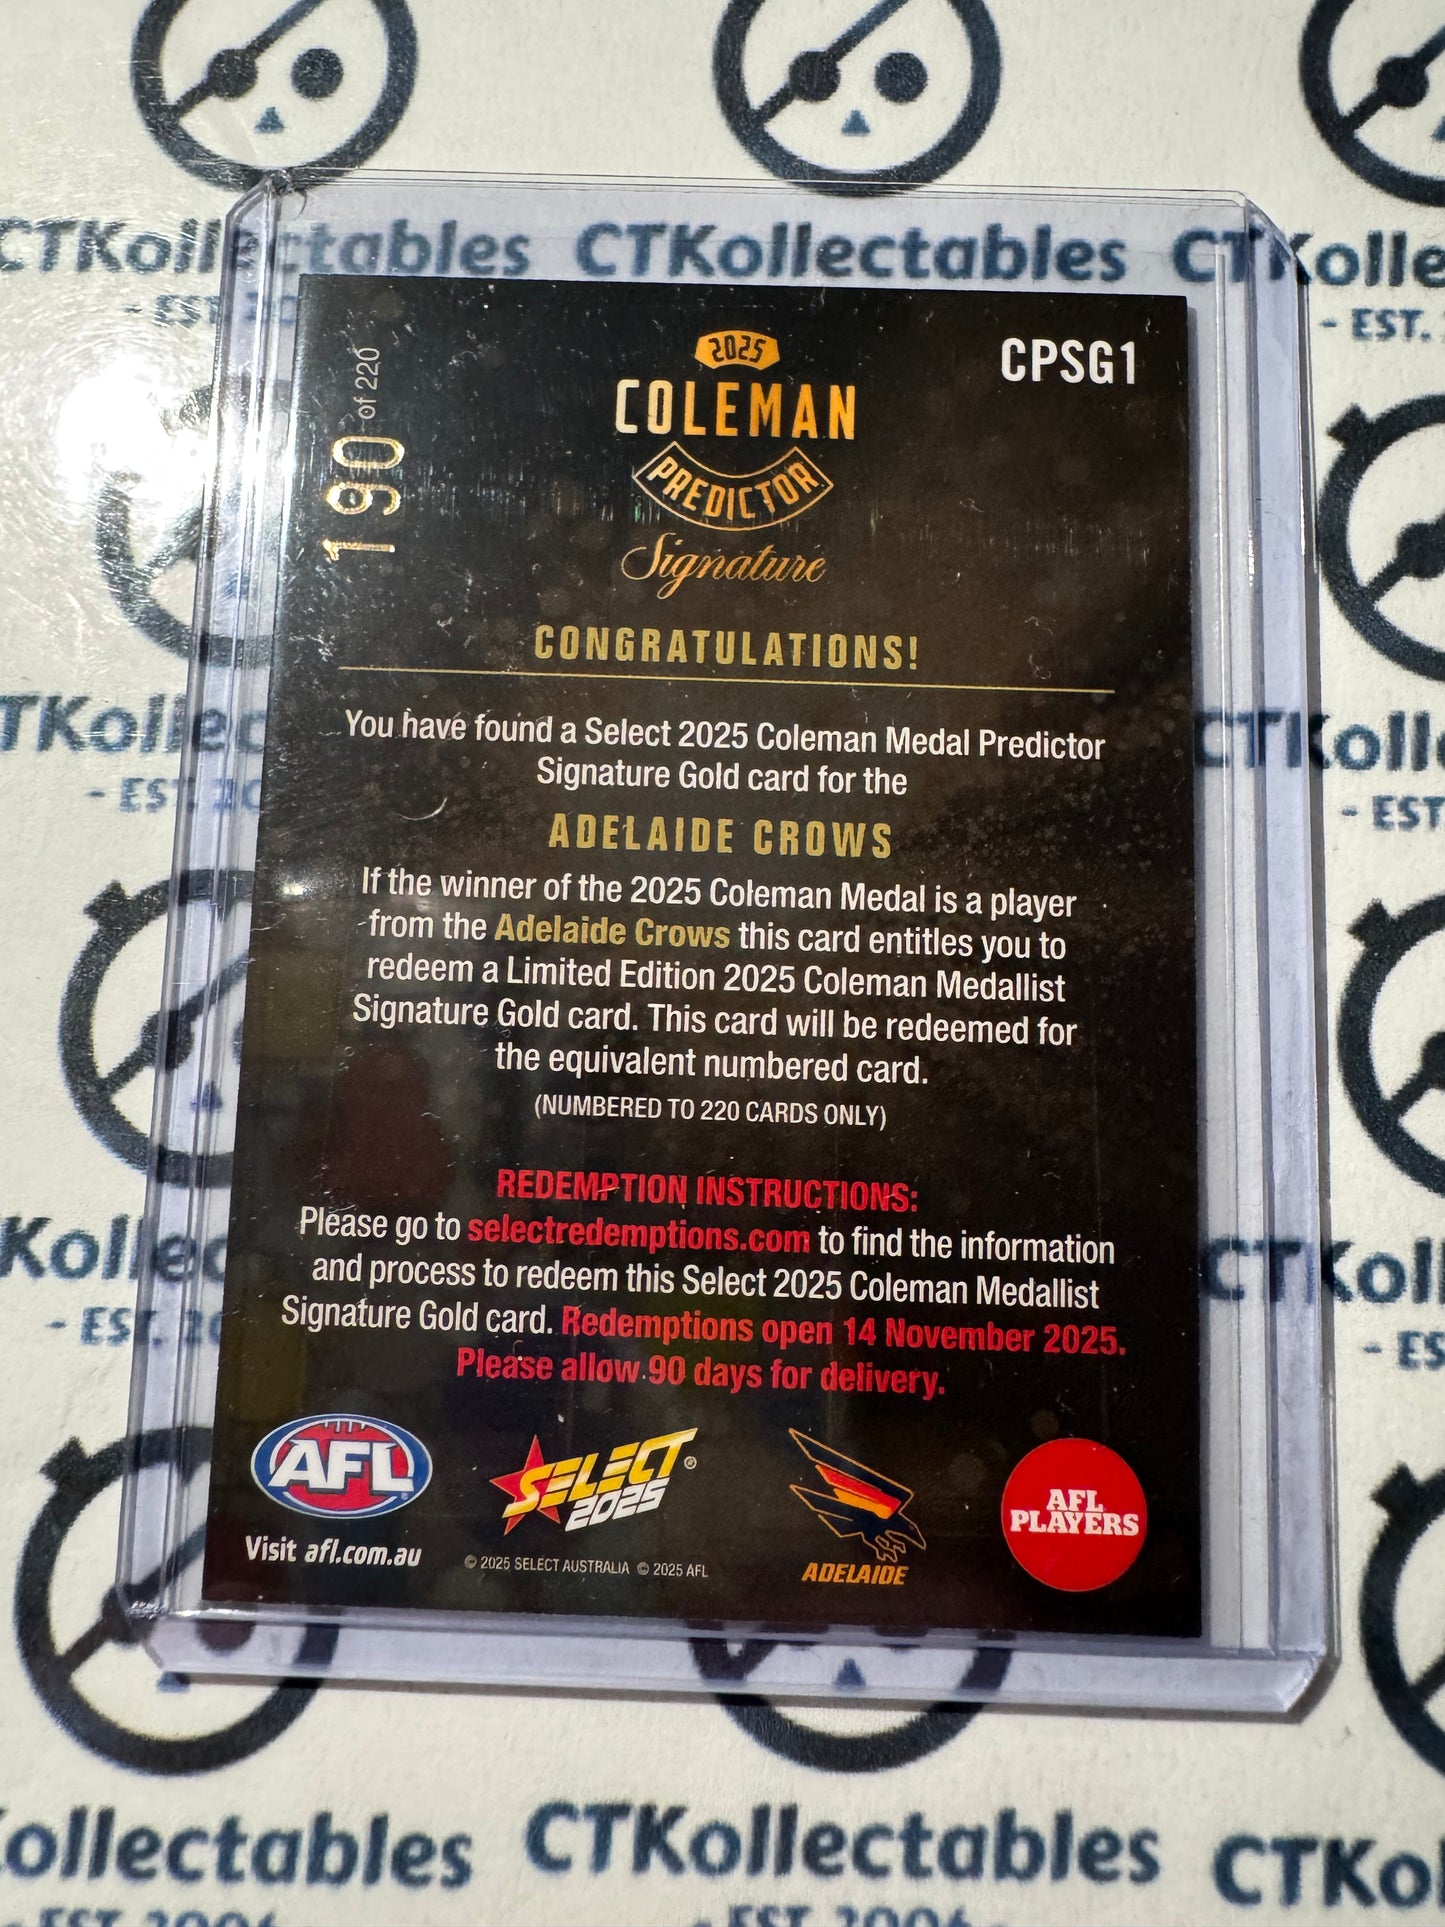 CTKollectables CTKollectables CTKolle
- EST. 20
- EST.
2025
COLEMAN
PREDICTOR
Signature
CPSG1
190 of 220
CONGRATULATIONS!
You have found a Select 2025 Coleman Medal Predictor
Signature Gold card for the
ADELAIDE CROWS
If the winner of the 2025 Coleman Medal is a player
from the Adelaide Crows this card entitles you to
redeem a Limited Edition 2025 Coleman Medallist
Signature Gold card. This card will be redeemed for
the equivalent numbered card.
(NUMBERED TO 220 CARDS ONLY)
REDEMPTION INSTRUCTIONS:
Please go to selectredemptions.com to find the information
and process to redeem this Select 2025 Coleman Medallist
Signature Gold card. Redemptions open 14 November 2025.
Please allow 90 days for delivery.
AFL
Visit afl.com.au
SELECT®
2025
© 2025 SELECT AUSTRALIA © 2025 AFL
ADELAIDE
AFL
PLAYERS
ollectables CTKollectables CTKo